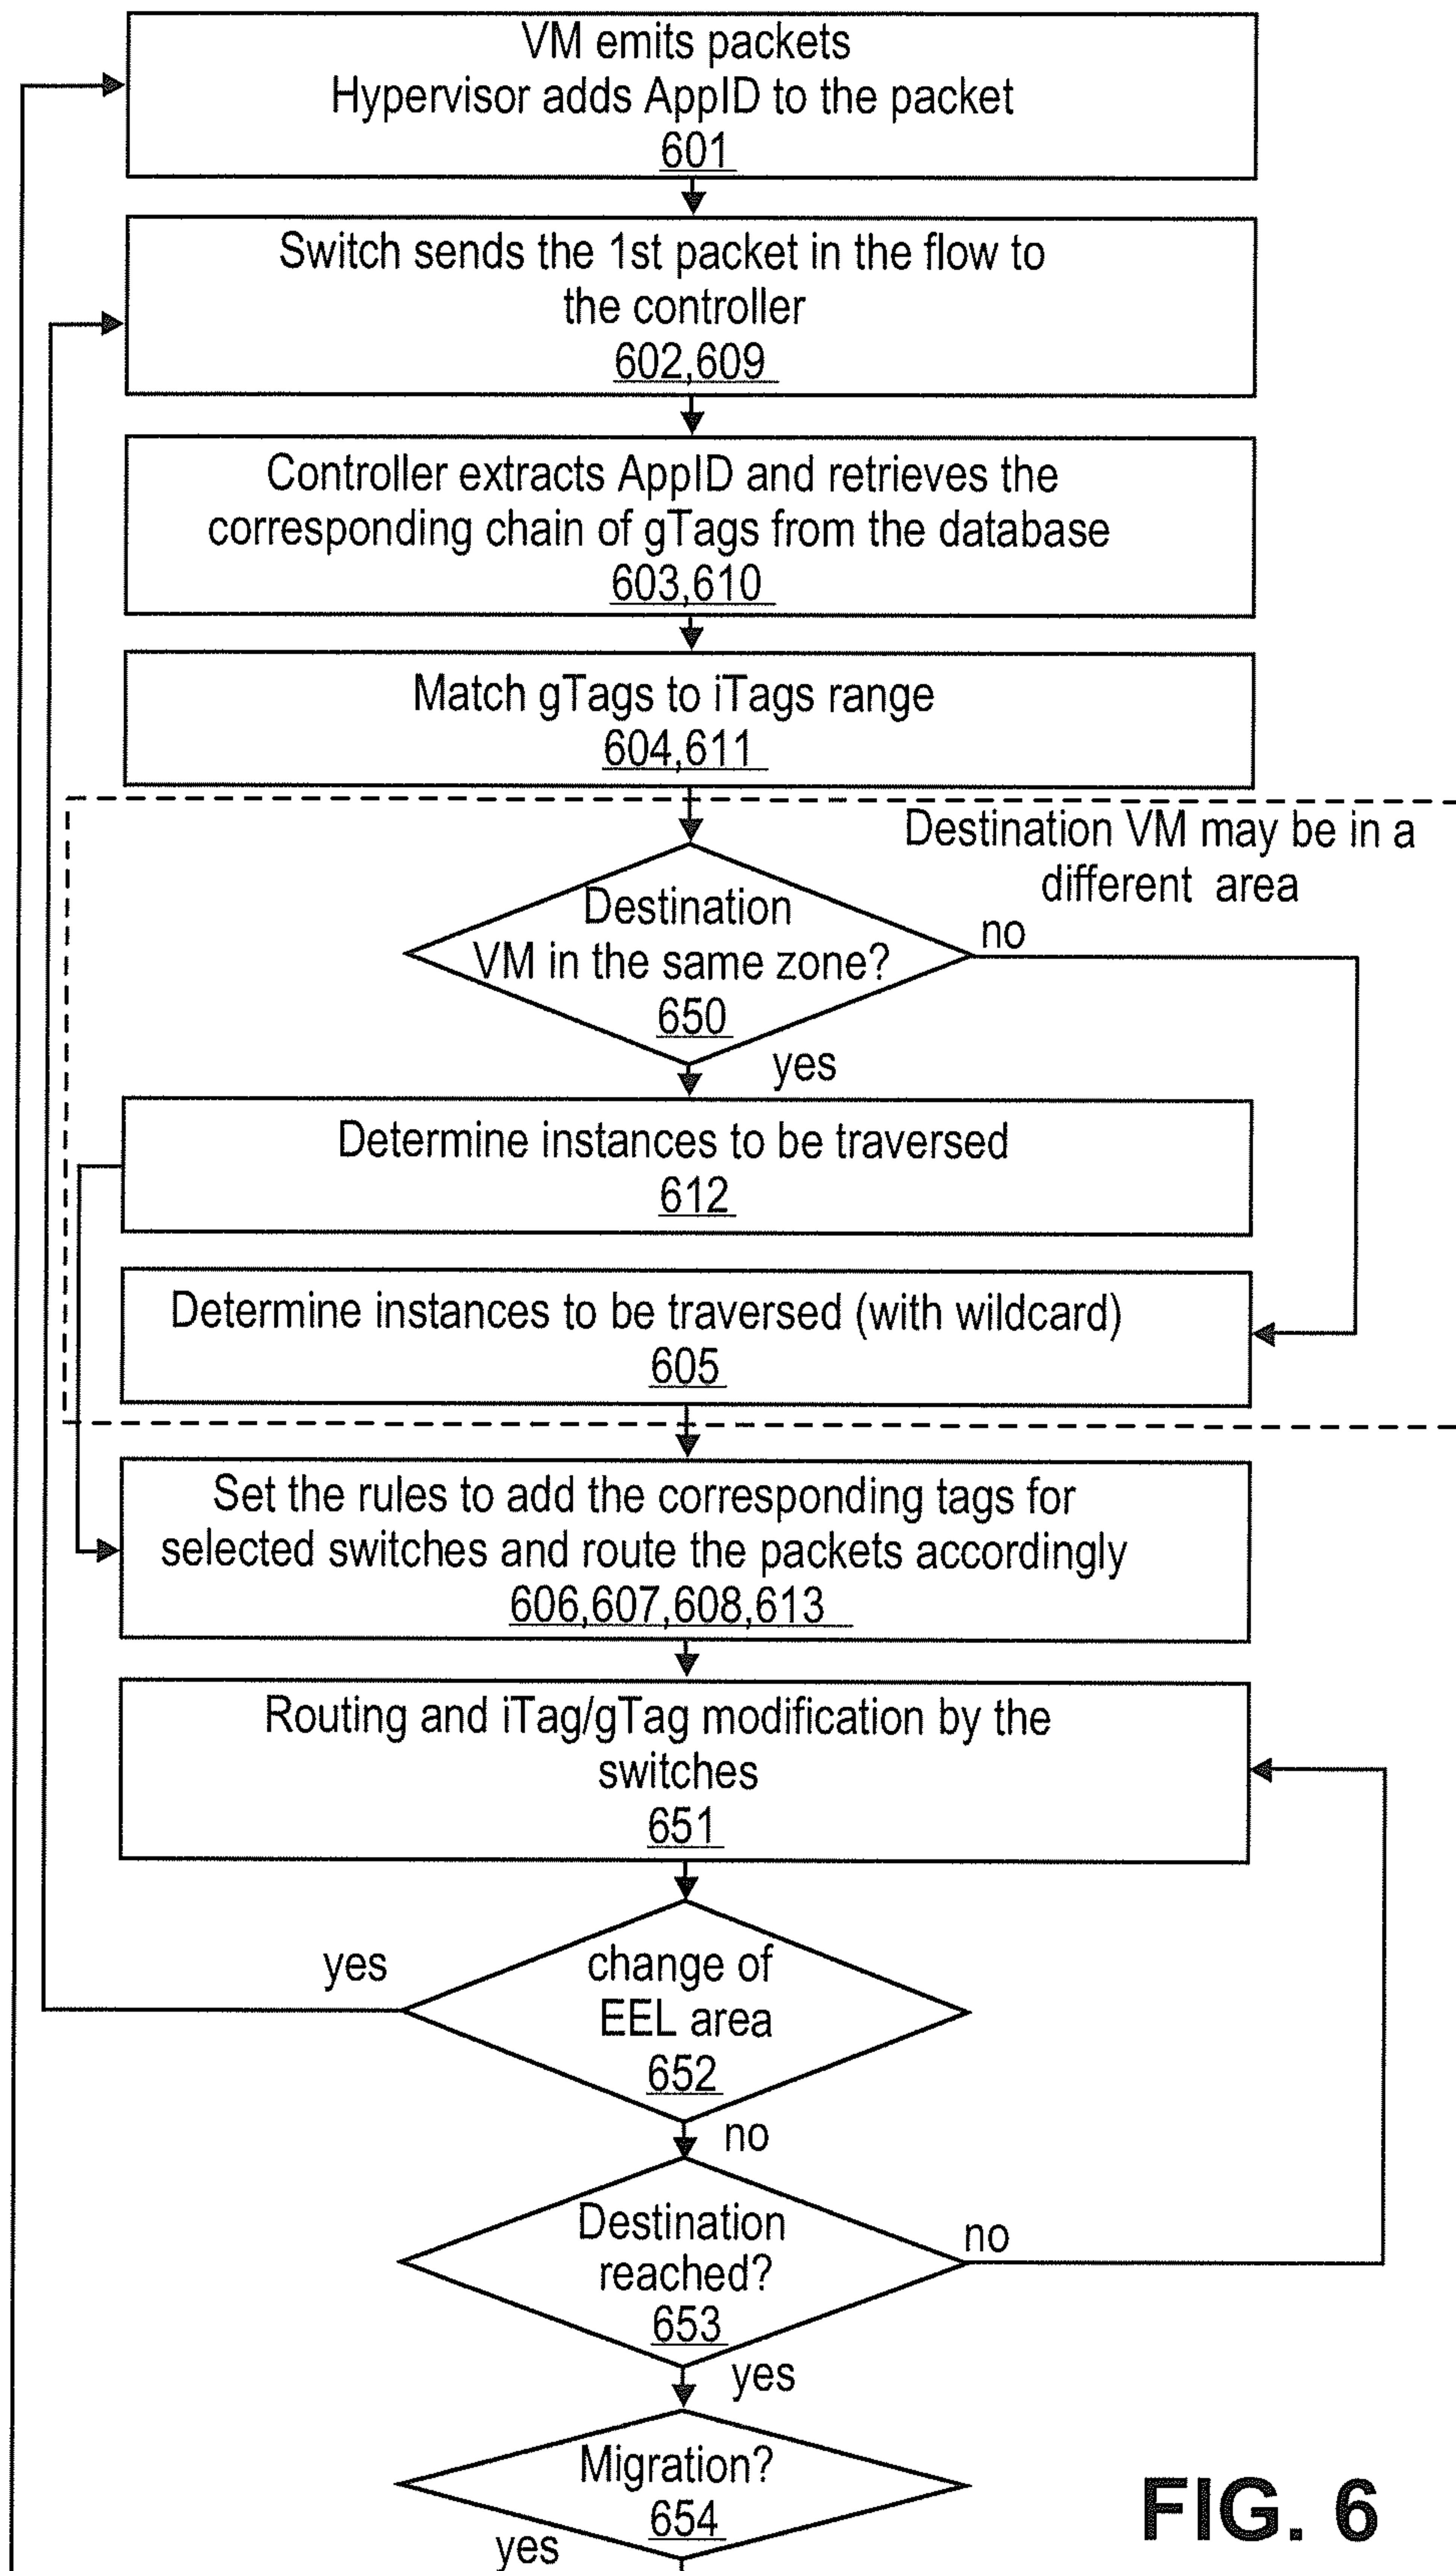 VM emits packets
Hypervisor adds AppID to the packet
601
Switch sends the 1st packet in the flow to
the controller
602,609
Controller extracts AppID and retrieves the
corresponding chain of gTags from the database
603,610
Match gTags to iTags range
604,611
Destination VM may be in a
different area
Destination
VM in the same zone?
650
no
yes
Determine instances to be traversed
612
Determine instances to be traversed (with wildcard)
605
Set the rules to add the corresponding tags for
selected switches and route the packets accordingly
606,607,608,613
Routing and iTag/gTag modification by the
switches
651
yes
change of
EEL area
652
no
Destination
reached?
653
no
yes
Migration?
654
yes
FIG. 6